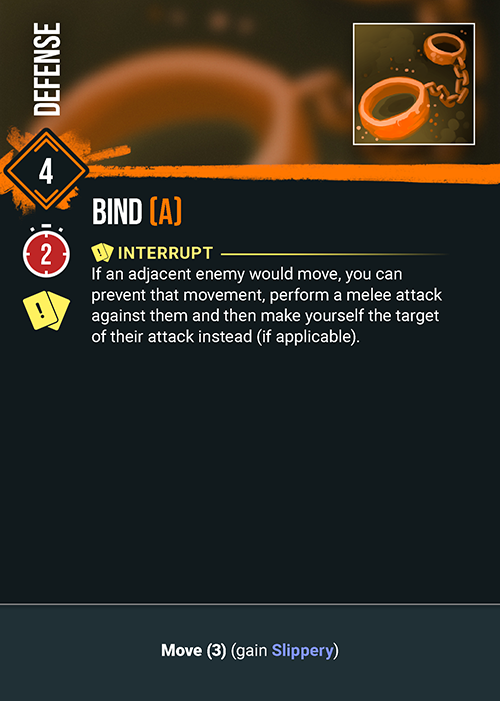 DEFENSE
4
BIND (A)
2
! INTERRUPT
!
If an adjacent enemy would move, you can
prevent that movement, perform a melee attack
against them and then make yourself the target
of their attack instead (if applicable).
Move (3) (gain Slippery)